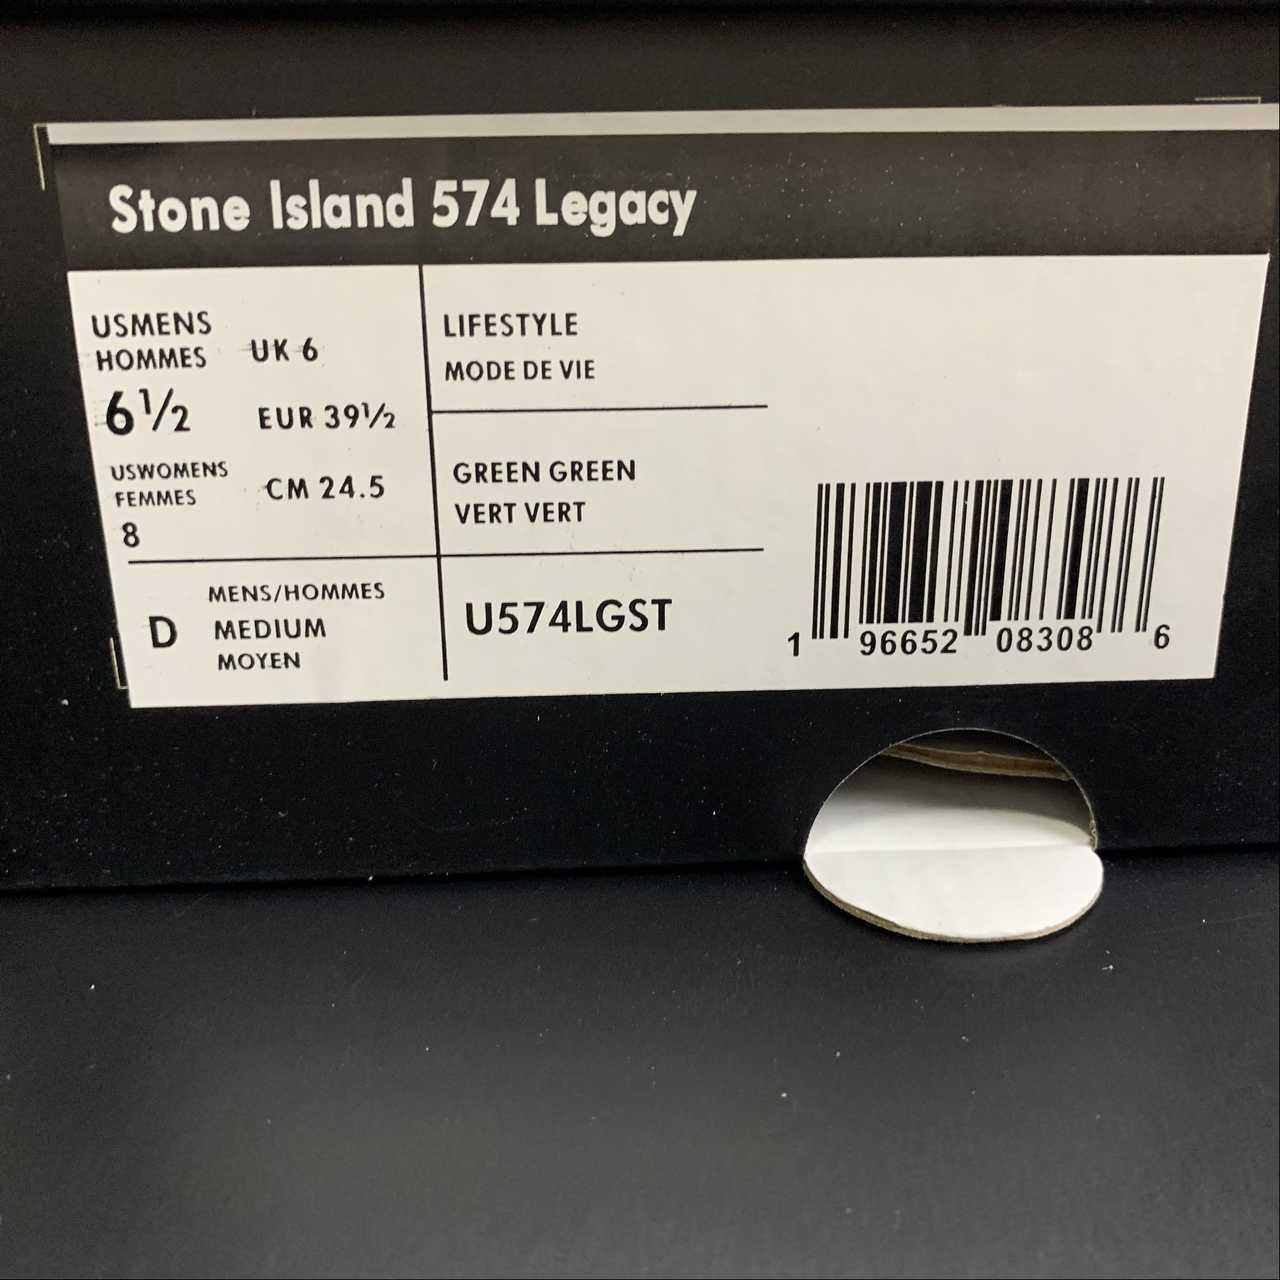 Stone Island 574 Legacy
USMENS
HOMMES
UK 6
6½
EUR 39½
USWOMENS
FEMMES
CM 24.5
8
D
MENS/HOMMES
MEDIUM
MOYEN
LIFESTYLE
MODE DE VIE
GREEN GREEN
VERT VERT
U574LGST
1 96652 08308 6